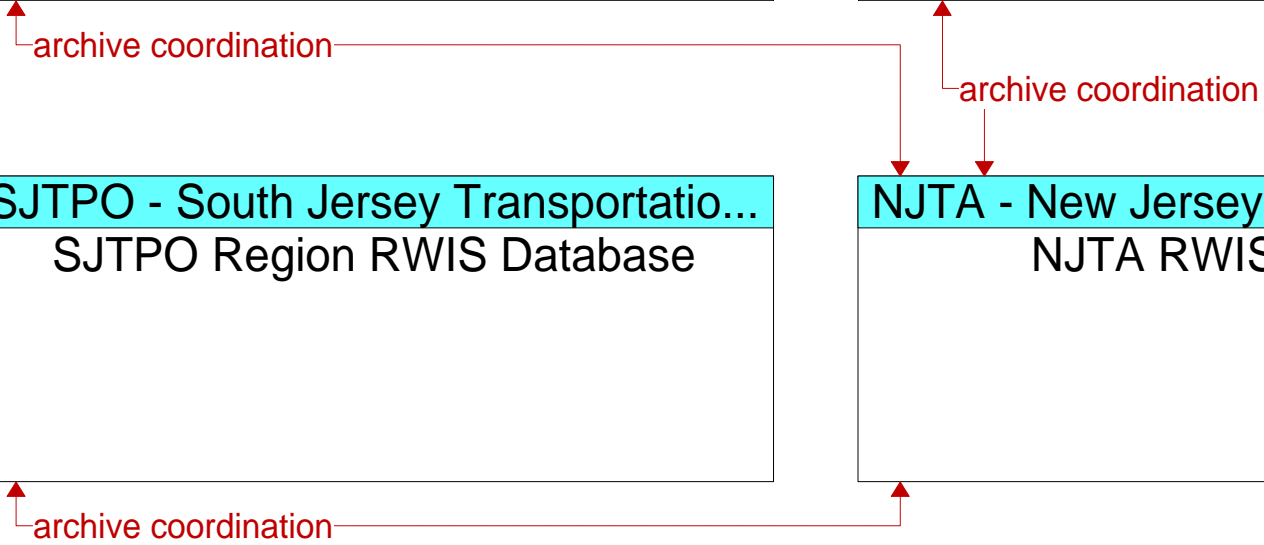 archive coordination
archive coordination
SJTPO - South Jersey Transportatio...
NJTA - New Jersey
SJTPO Region RWIS Database
NJTA RWIS
archive coordination